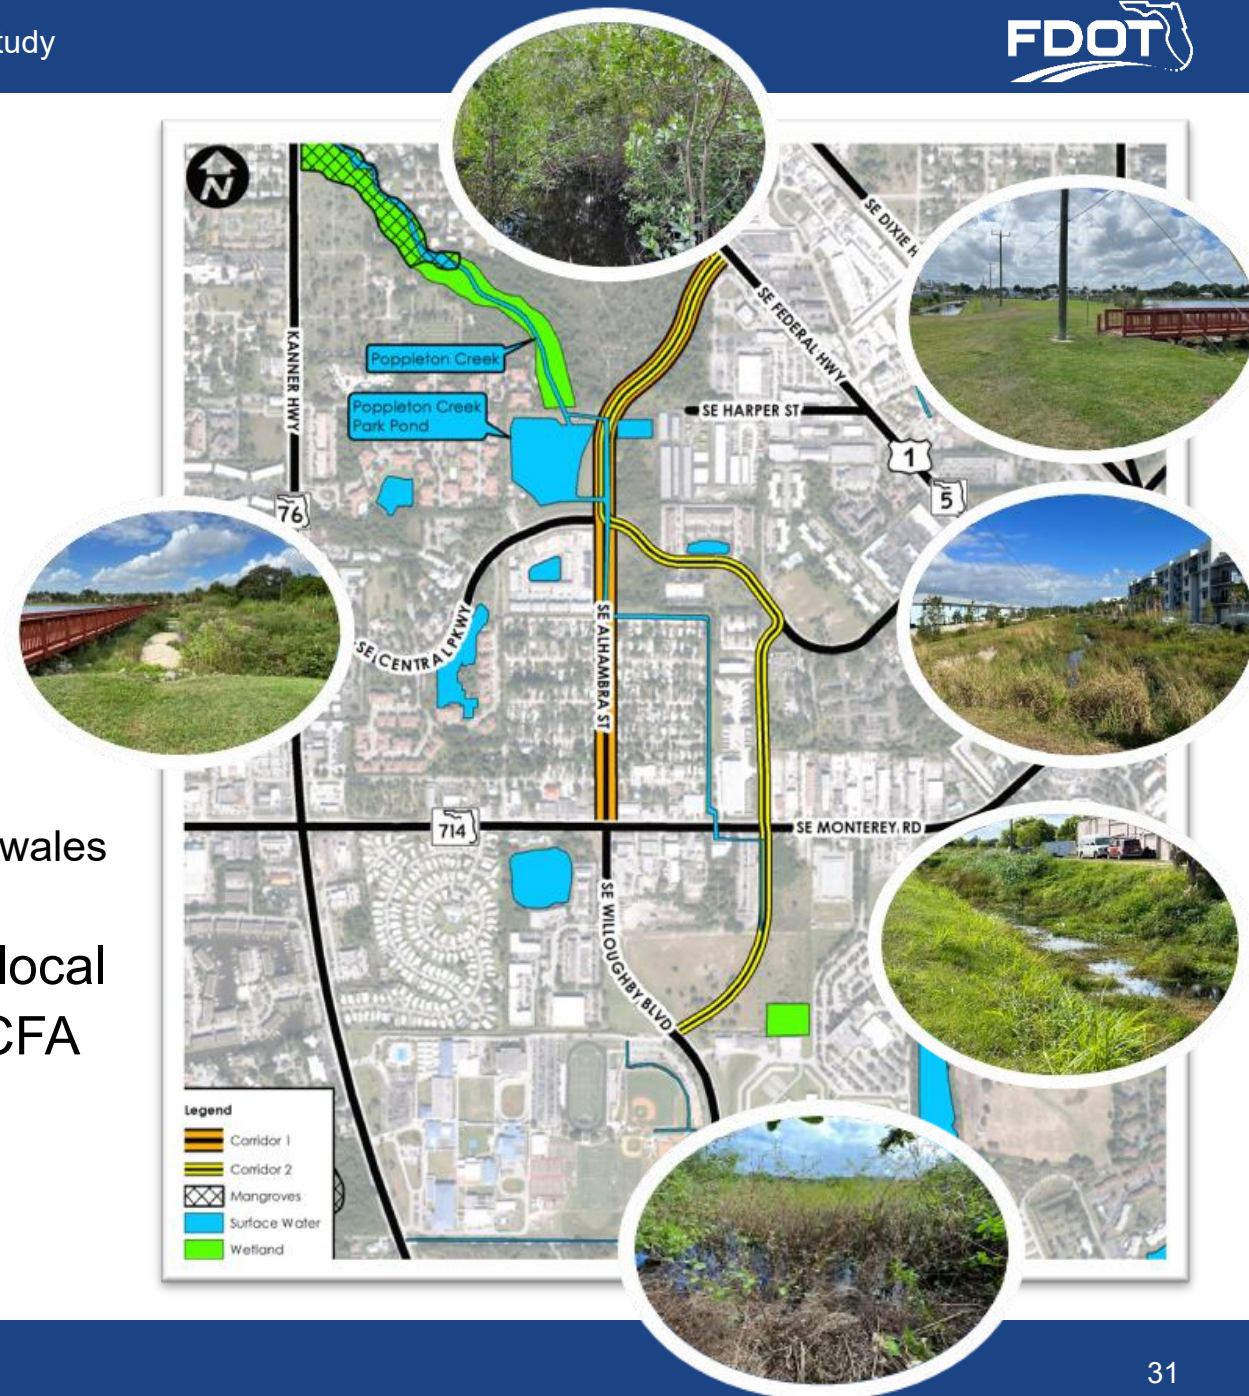 tudy
FDOT
N
SE DIXIE H
SE FEDERAL HWY
KANNER HWY
Poppleton Creek
Poppleton Creek
Park Pond
SE HARPER ST
1
5
76
SE CENTRAL PKWY
SE ALHAMBRA ST
wales
714
SE MONTEREY RD
local
SE WILLOUGHBY BLVD
CFA
Legend
Corridor 1
Corridor 2
Mangroves
Surface Water
Wetland
31